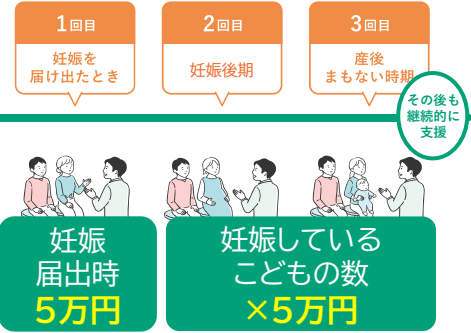 1回目
妊娠を
届け出たとき
2回目
妊娠後期
3回目
産後
まもない時期
その後も
継続的に
支援
妊娠
届出時
5万円
妊娠している
こどもの数
×5万円